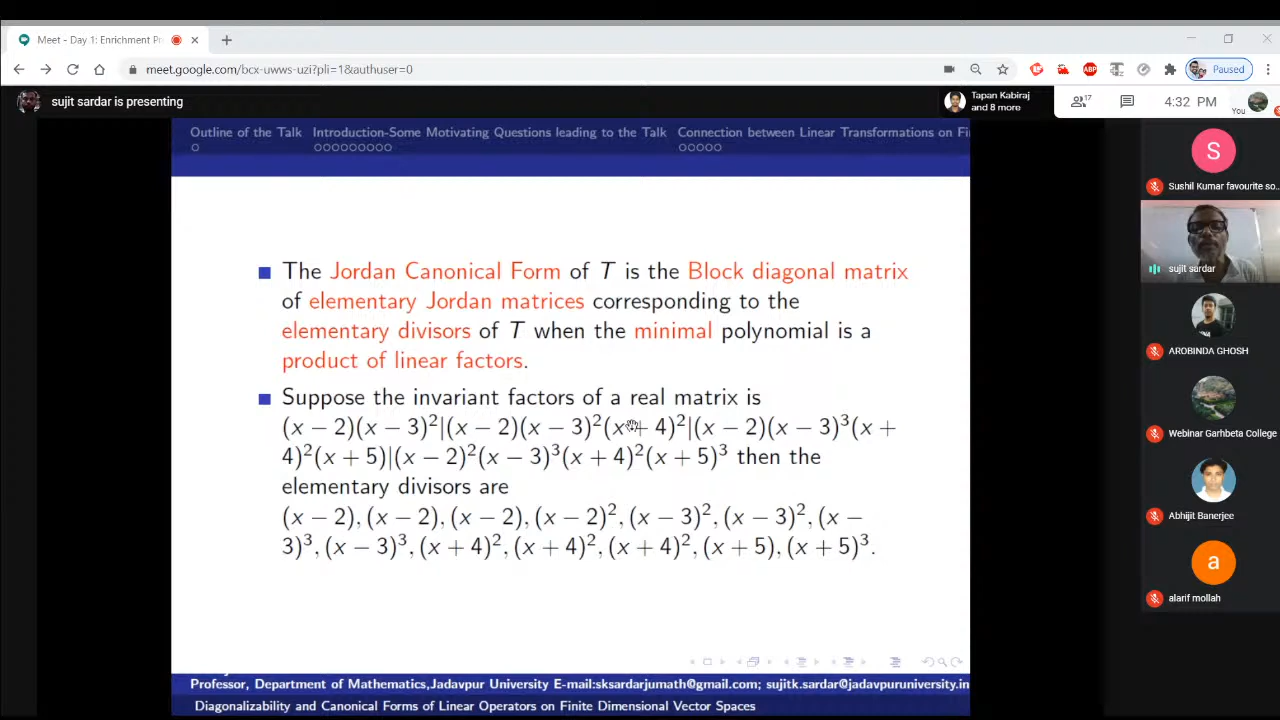 Meet - Day 1: Enrichment Pr
meet.google.com/bcx-uwws-uzi?pli=1&authuser=0
ABP
Paused
sujit sardar is presenting
Tapan Kabiraj
and 8 more
17
4:32 PM
You
Outline of the Talk Introduction-Some Motivating Questions leading to the Talk Connection between Linear Transformations on Fi
The Jordan Canonical Form of T is the Block diagonal matrix
of elementary Jordan matrices corresponding to the
elementary divisors of T when the minimal polynomial is a
product of linear factors.
Suppose the invariant factors of a real matrix is
(x − 2)(x − 3)²|(x − 2)(x − 3)²(x + 4)²|(x − 2)(x − 3)³(x +
4)²(x + 5)|(x − 2)²(x − 3)³(x + 4)²(x + 5)³ then the
elementary divisors are
(x − 2), (x − 2), (x − 2), (x − 2)², (x − 3)², (x − 3)², (x −
3)³, (x − 3)³, (x + 4)², (x + 4)², (x + 4)², (x + 5), (x + 5)³.
Professor, Department of Mathematics,Jadavpur University E-mail:sksardarjumath@gmail.com; sujitk.sardar@jadavpuruniversity.in
Diagonalizability and Canonical Forms of Linear Operators on Finite Dimensional Vector Spaces
S
Sushil Kumar favourite so...
sujit sardar
AROBINDA GHOSH
Webinar Garhbeta College
Abhijit Banerjee
a
alarif mollah